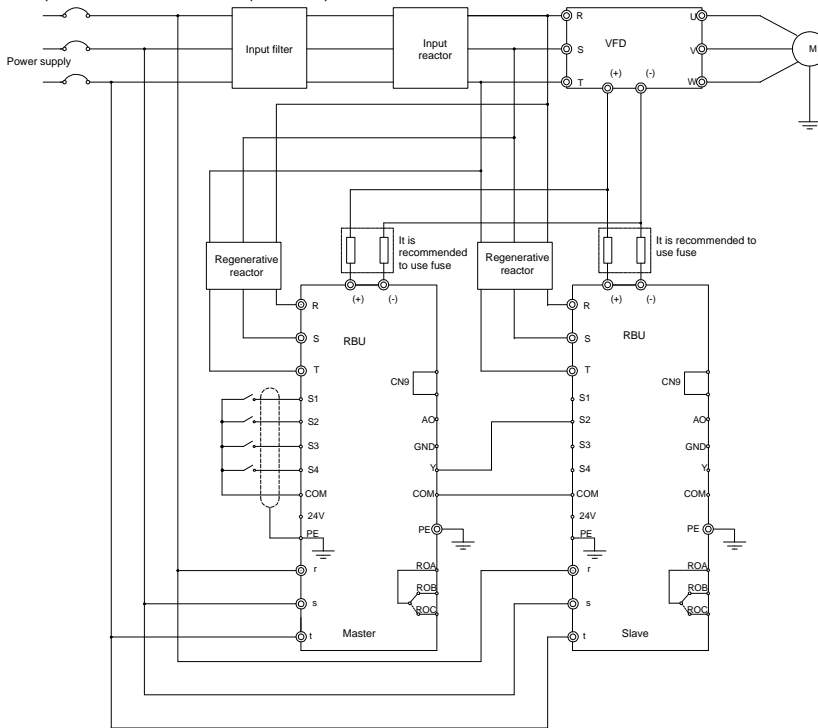 Power supply
Input filter
Input
reactor
R
S
T
VFD
(+)
(-)
U
V
W
M
Regenerative
reactor
It is
recommended
to use fuse
Regenerative
reactor
It is recommended to
use fuse
(+)
(-)
R
S
T
RBU
CN9
S1
S2
S3
S4
COM
24V
PE
AO
GND
Y
COM
PE
ROA
ROB
ROC
r
s
t
Master
(+)
(-)
R
S
T
RBU
CN9
S1
S2
S3
S4
COM
24V
PE
AO
GND
Y
COM
PE
ROA
ROB
ROC
r
s
t
Slave